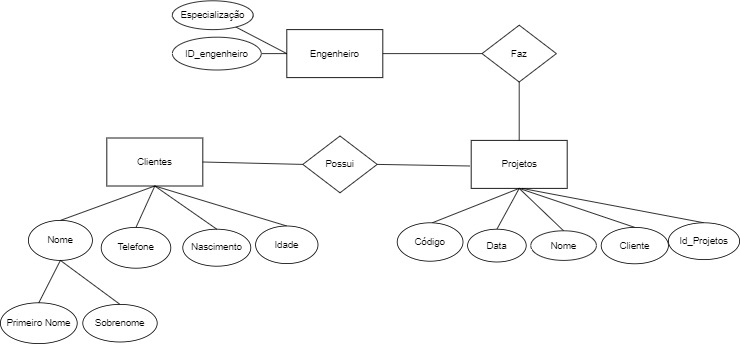 Especialização
ID_engenheiro
Engenheiro
Faz
Clientes
Possui
Projetos
Nome
Telefone
Nascimento
Idade
Código
Data
Nome
Cliente
Id_Projetos
Primeiro Nome
Sobrenome